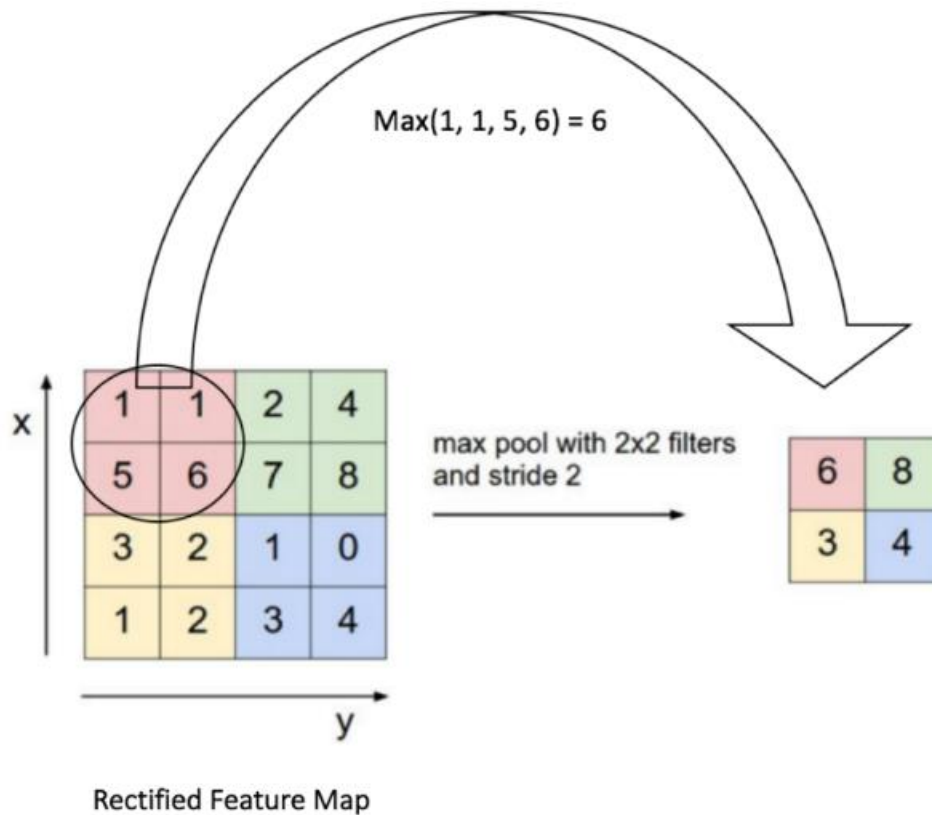 Max(1, 1, 5, 6) = 6
x
1 1 2 4
5 6 7 8
3 2 1 0
1 2 3 4
y
max pool with 2x2 filters
and stride 2
6 8
3 4
Rectified Feature Map